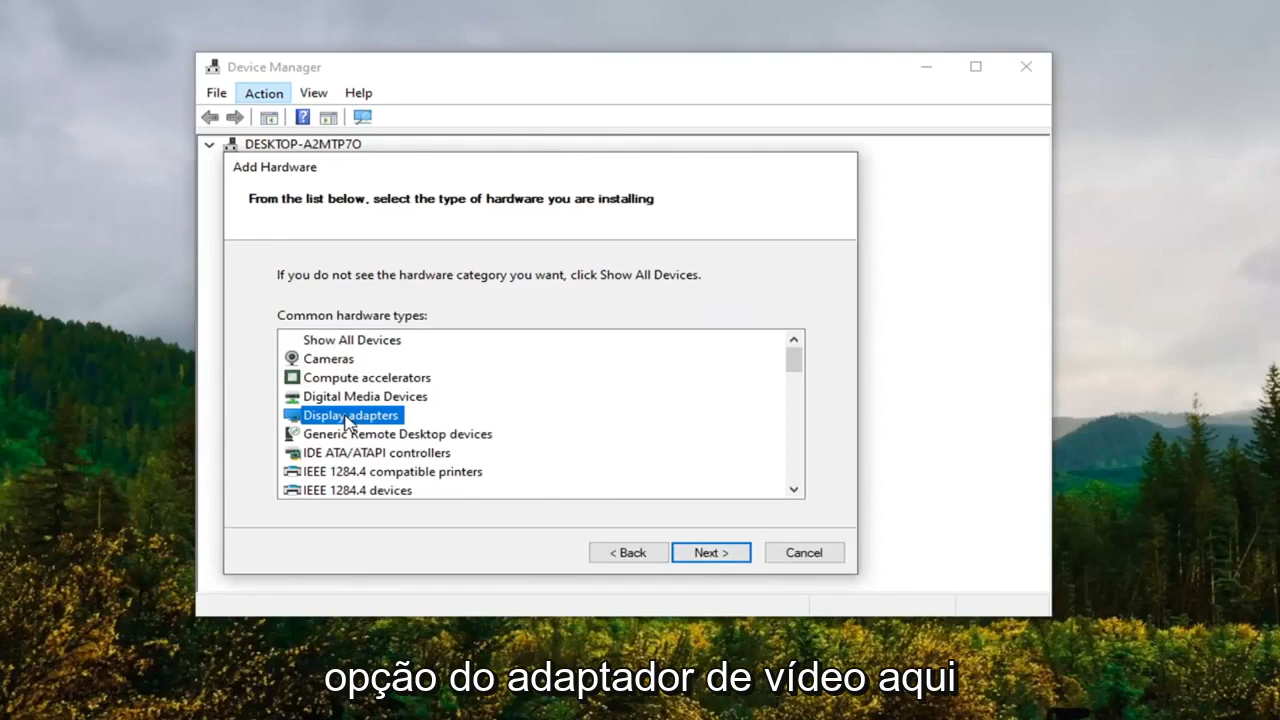 Device Manager
File Action View Help
DESKTOP-A2MTP7O
Add Hardware
From the list below, select the type of hardware you are installing
If you do not see the hardware category you want, click Show All Devices.
Common hardware types:
Show All Devices
Cameras
Compute accelerators
Digital Media Devices
Display adapters
Generic Remote Desktop devices
IDE ATA/ATAPI controllers
IEEE 1284.4 compatible printers
IEEE 1284.4 devices
< Back Next > Cancel
opção do adaptador de vídeo aqui